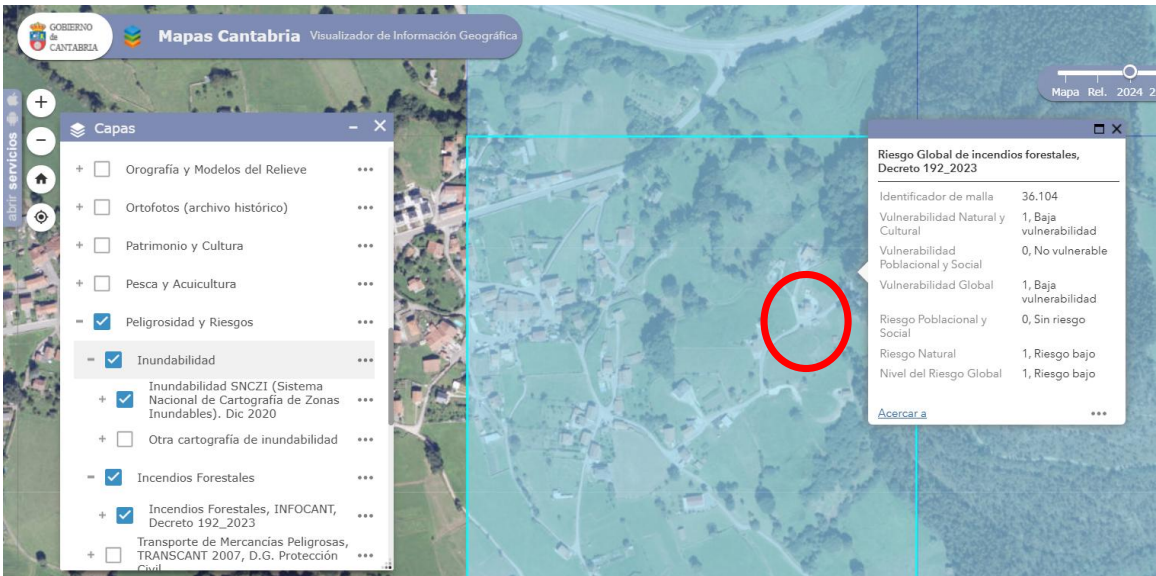 GOBIERNO
de
CANTABRIA
Mapas Cantabria Visualizador de Información Geográfica
abrir servicios
Mapa Rel. 2024 2
Capas
Orografía y Modelos del Relieve
Ortofotos (archivo histórico)
Patrimonio y Cultura
Pesca y Acuicultura
Peligrosidad y Riesgos
Inundabilidad
Inundabilidad SNCZI (Sistema
Nacional de Cartografía de Zonas
Inundables). Dic 2020
Otra cartografía de inundabilidad
Incendios Forestales
Incendios Forestales, INFOCANT,
Decreto 192_2023
Transporte de Mercancías Peligrosas,
TRANSCANT 2007, D.G. Protección
Civil
Riesgo Global de incendios forestales,
Decreto 192_2023
Identificador de malla 36.104
Vulnerabilidad Natural y 1, Baja
Cultural vulnerabilidad
Vulnerabilidad 0, No vulnerable
Poblacional y Social
Vulnerabilidad Global 1, Baja
vulnerabilidad
Riesgo Poblacional y 0, Sin riesgo
Social
Riesgo Natural 1, Riesgo bajo
Nivel del Riesgo Global 1, Riesgo bajo
Acercar a